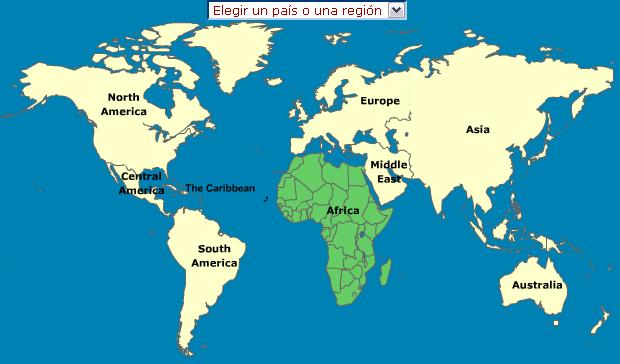 Elegir un país o una región
North
America
Europe
Asia
Middle
East
Central
America
The Caribbean
Africa
South
America
Australia